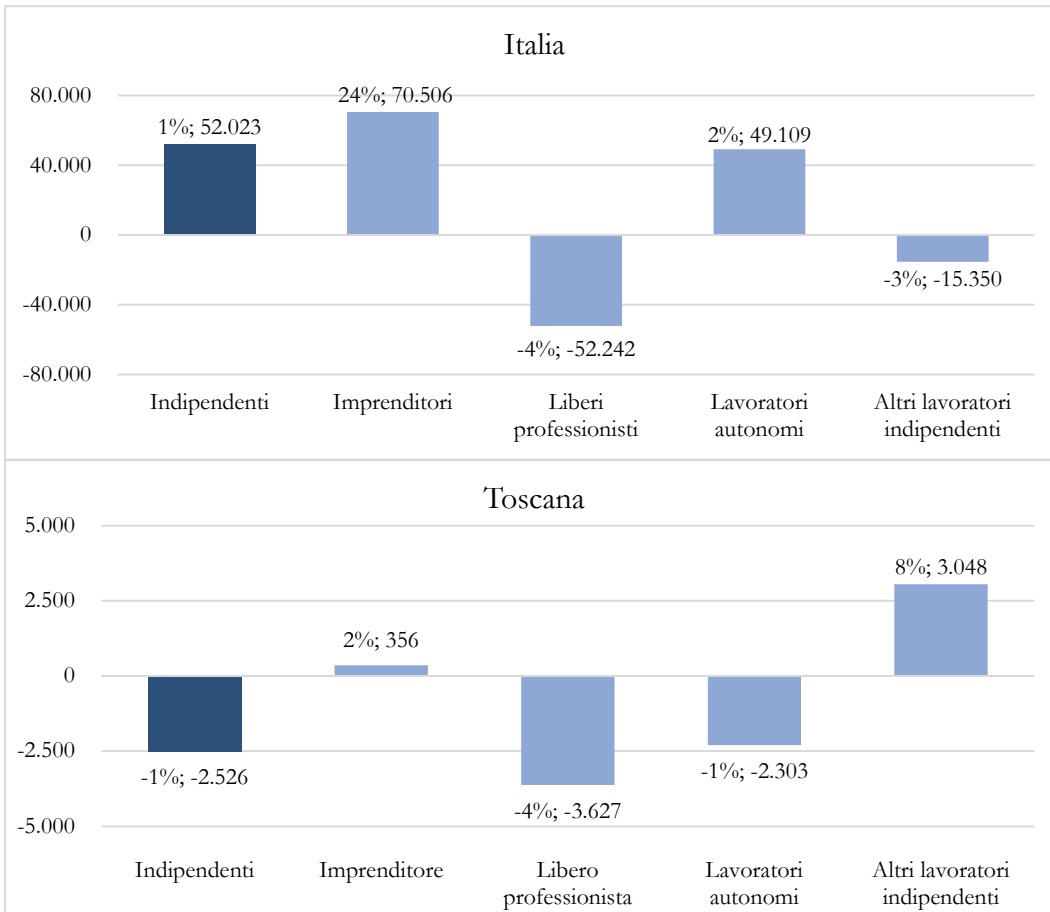 Italia
80.000
40.000
0
-40.000
-80.000
1%; 52.023
24%; 70.506
-4%; -52.242
2%; 49.109
-3%; -15.350
Indipendenti
Imprenditori
Liberi
professionisti
Lavoratori
autonomi
Altri lavoratori
indipendenti
Toscana
5.000
2.500
0
-2.500
-5.000
-1%; -2.526
2%; 356
-4%; -3.627
-1%; -2.303
8%; 3.048
Indipendenti
Imprenditore
Libero
professionista
Lavoratori
autonomi
Altri lavoratori
indipendenti